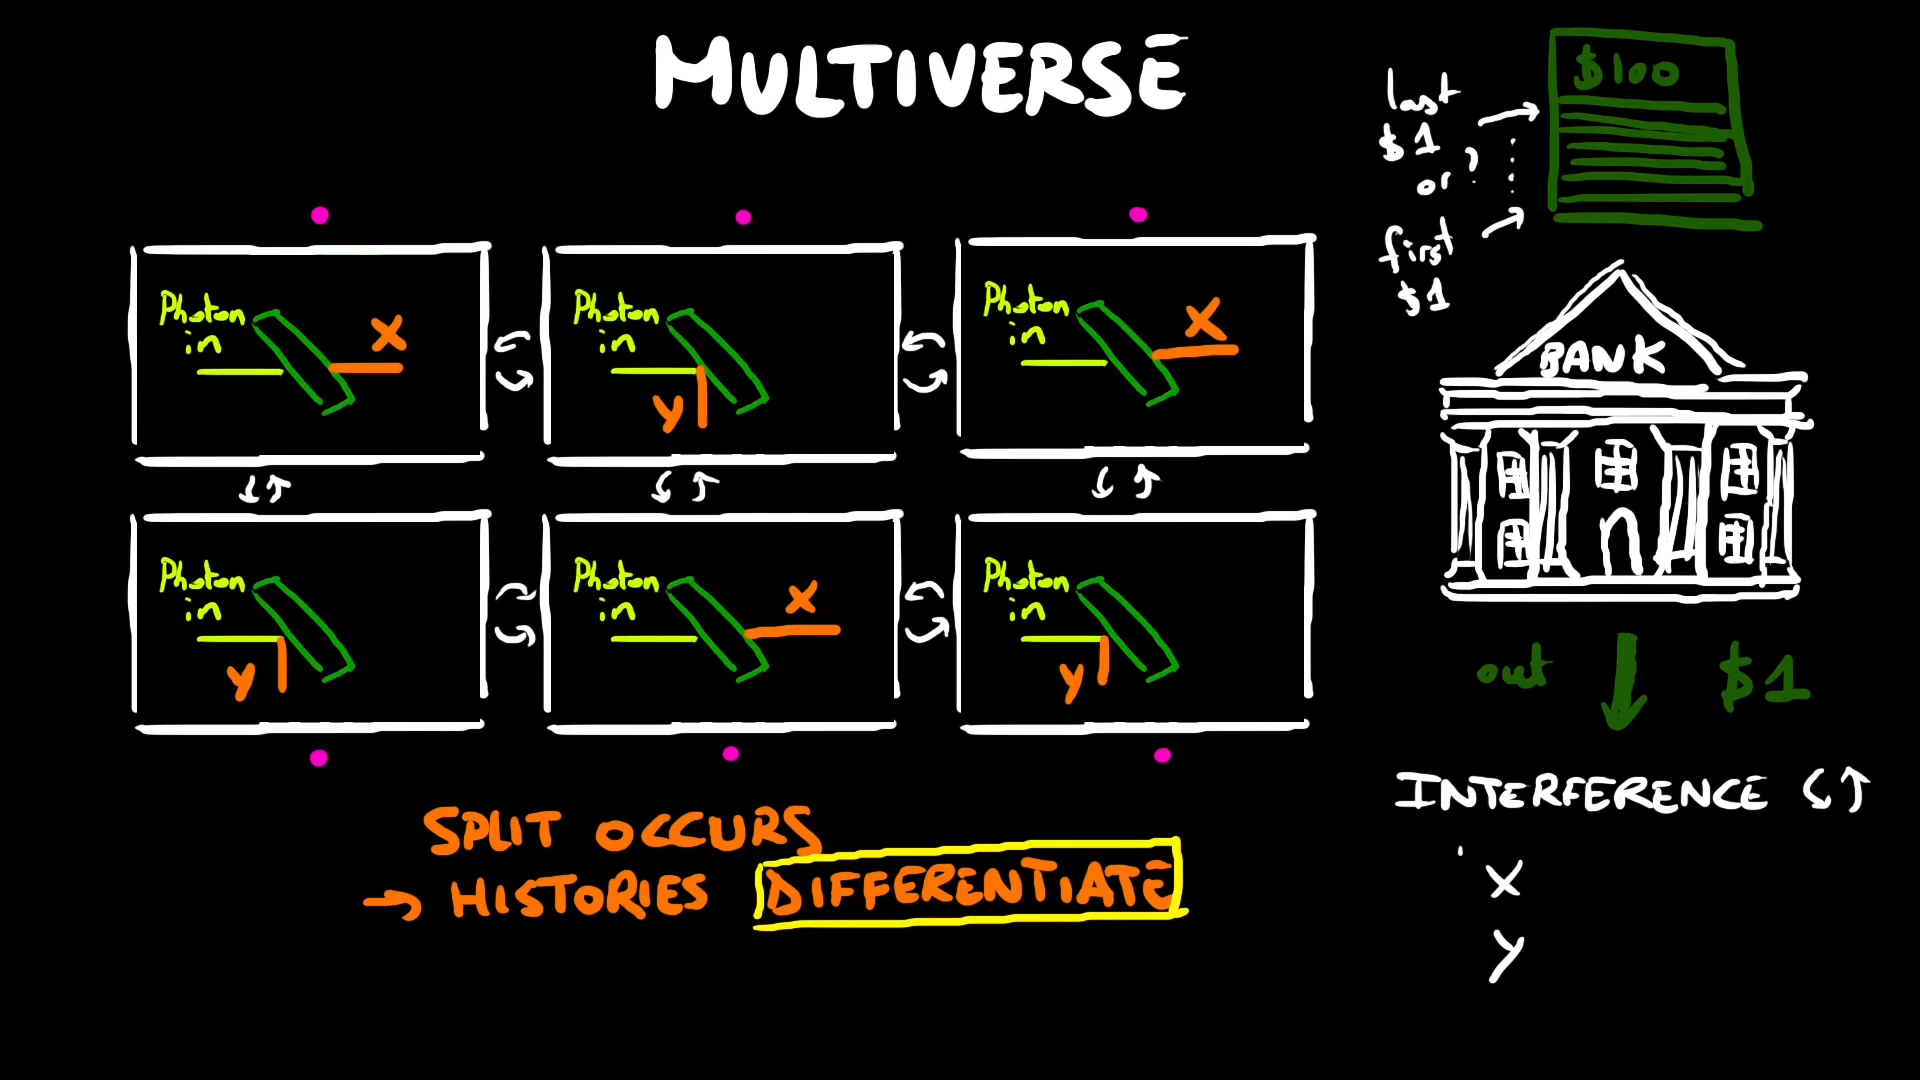 MULTIVERSE
$100
last
$1
or ?
first
$1
Photon
in
X
Photon
in
y
Photon
in
X
BANK
Photon
in
y
Photon
in
X
Photon
in
y
out $1
INTERFERENCE
SPLIT OCCURS
→ HISTORIES DIFFERENTIATE
X
y